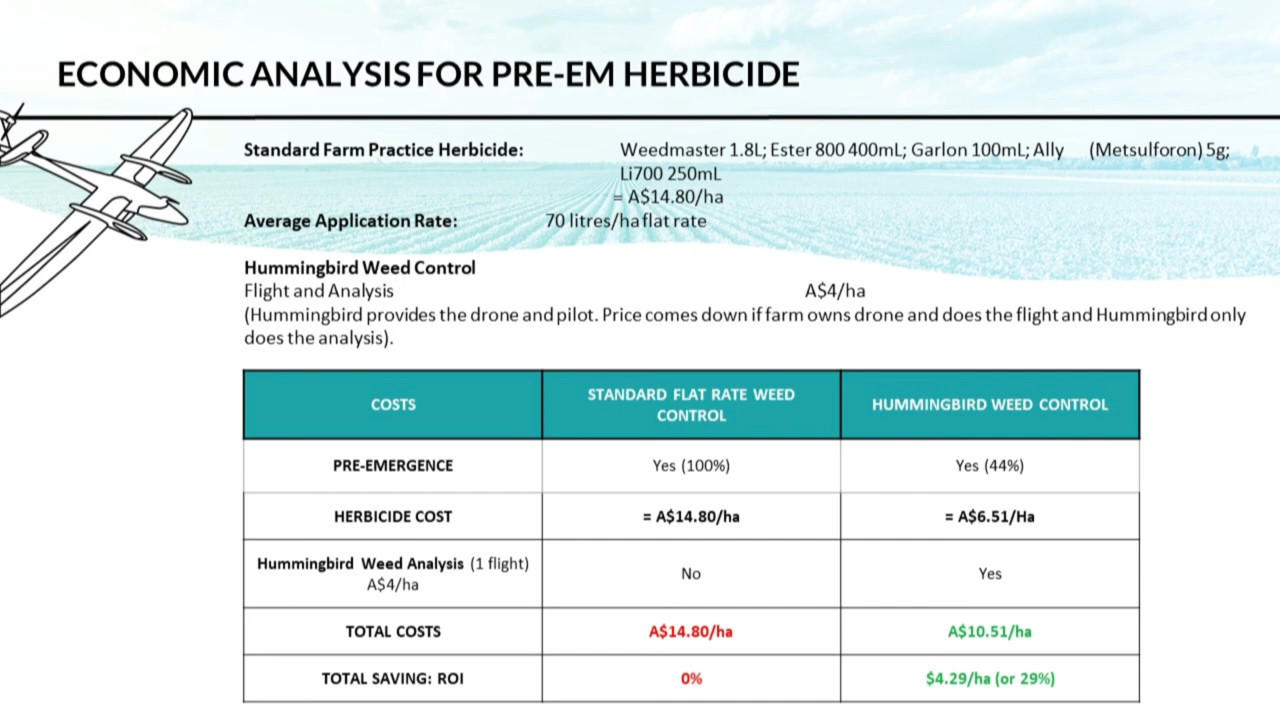 ECONOMIC ANALYSIS FOR PRE-EM HERBICIDE
Standard Farm Practice Herbicide: Weedmaster 1.8L; Ester 800 400mL; Garlon 100mL; Ally (Metsulforon) 5g;
Li700 250mL
= A$14.80/ha
Average Application Rate: 70 litres/ha flat rate
Hummingbird Weed Control
Flight and Analysis A$4/ha
(Hummingbird provides the drone and pilot. Price comes down if farm owns drone and does the flight and Hummingbird only
does the analysis).
COSTS
STANDARD FLAT RATE WEED
CONTROL
HUMMINGBIRD WEED CONTROL
PRE-EMERGENCE
Yes (100%)
Yes (44%)
HERBICIDE COST
= A$14.80/ha
= A$6.51/Ha
Hummingbird Weed Analysis (1 flight)
A$4/ha
No
Yes
TOTAL COSTS
A$14.80/ha
A$10.51/ha
TOTAL SAVING: ROI
0%
$4.29/ha (or 29%)